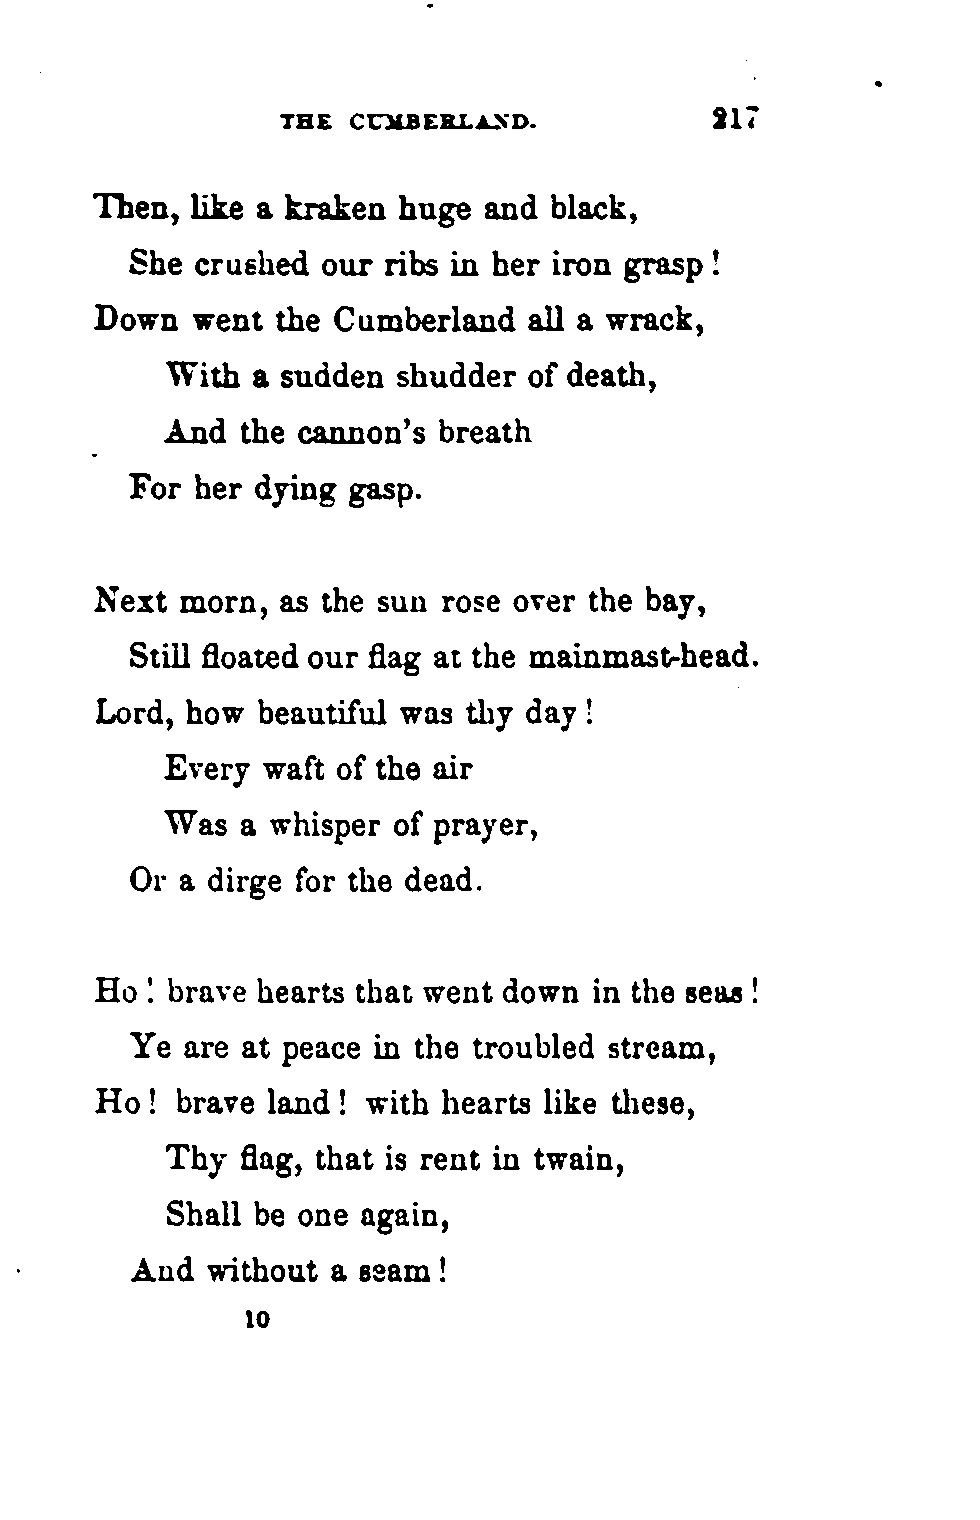 THE CUMBERLAND. 217
Then, like a kraken huge and black,
She crushed our ribs in her iron grasp!
Down went the Cumberland all a wrack,
With a sudden shudder of death,
And the cannon's breath
For her dying gasp.
Next morn, as the sun rose over the bay,
Still floated our flag at the mainmast-head.
Lord, how beautiful was thy day!
Every waft of the air
Was a whisper of prayer,
Or a dirge for the dead.
Ho! brave hearts that went down in the seas!
Ye are at peace in the troubled stream,
Ho! brave land! with hearts like these,
Thy flag, that is rent in twain,
Shall be one again,
And without a seam!
10